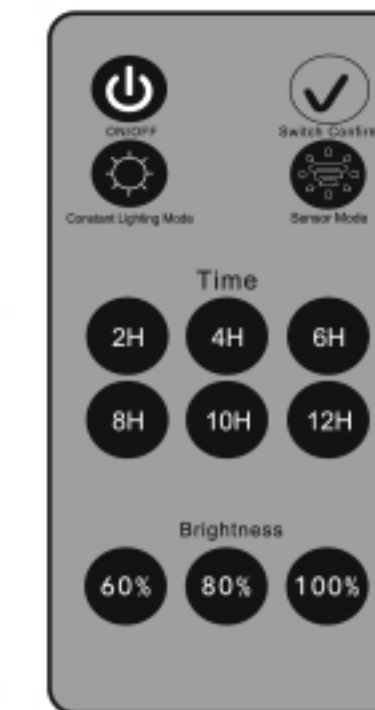 ON/OFF Switch Confirm
Constant Lighting Mode Sensor Mode
Time
2H 4H 6H
8H 10H 12H
Brightness
60% 80% 100%